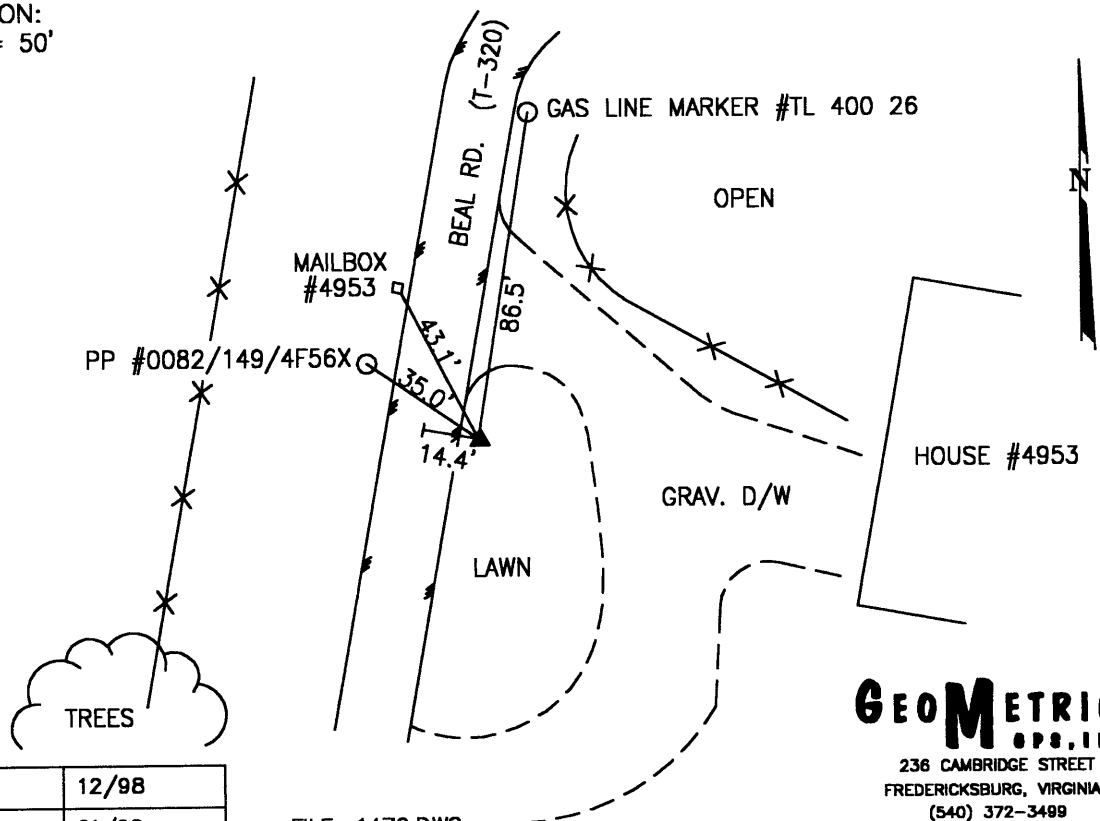 ON:
= 50'
BEAL RD. (T-320)
GAS LINE MARKER #TL 400 26
OPEN
N
MAILBOX
#4953
86.5'
43.1'
PP #0082/149/4F56X
35.0'
14.4'
HOUSE #4953
GRAV. D/W
LAWN
TREES
GEOMETRI
GPS, I
236 CAMBRIDGE STREET
FREDERICKSBURG, VIRGINIA
(540) 372-3499
12/98